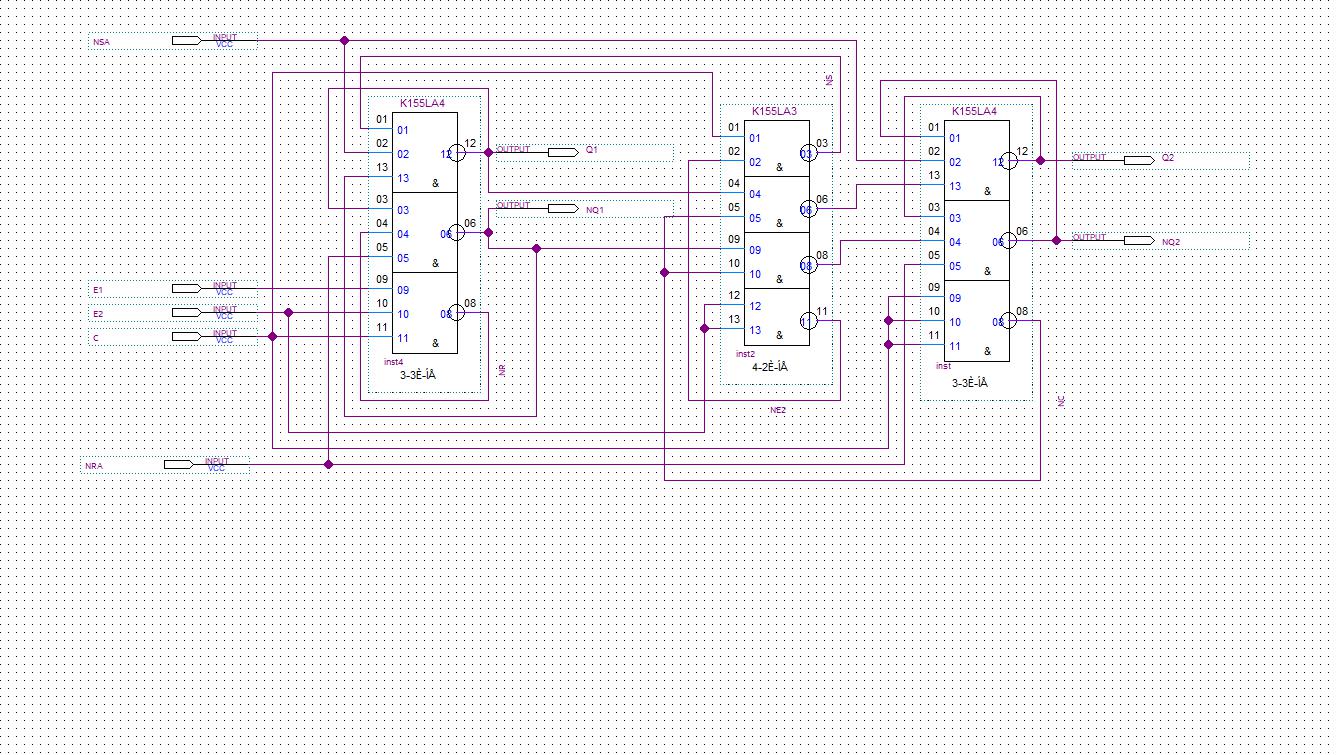 NSA INPUT VCC
K155LA4
01 01
02 02
12 12
13 13
&
03 03
04 04
06 06
05 05
&
09 09
10 10
08 08
11 11
&
inst4
3-3È-ÍÂ
OUTPUT Q1
OUTPUT NQ1
E1 INPUT VCC
E2 INPUT VCC
C INPUT VCC
NRA INPUT VCC
NR
NS
K155LA3
01 01
02 02
03 03
&
04 04
05 05
06 06
&
09 09
10 10
08 08
&
12 12
13 13
11 11
&
inst2
4-2È-ÍÂ
NE2
K155LA4
01 01
02 02
12 12
13 13
&
03 03
04 04
06 06
05 05
&
09 09
10 10
08 08
11 11
&
inst
3-3È-ÍÂ
OUTPUT Q2
OUTPUT NQ2
NC